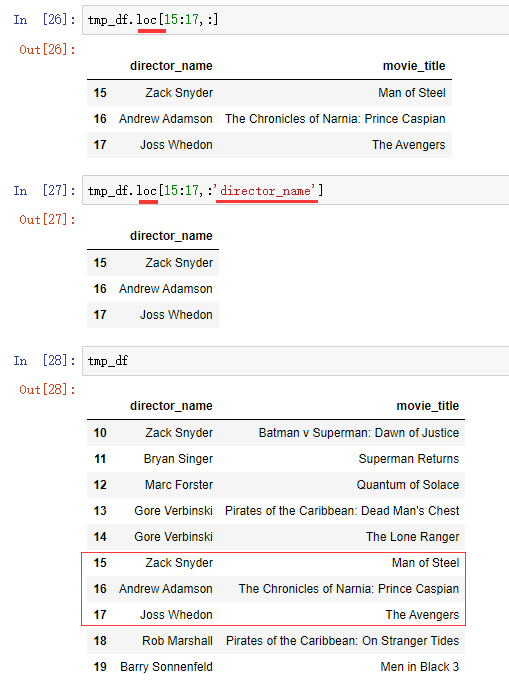 In [26]: tmp_df.loc[15:17,:]
Out[26]:
director_name movie_title
15 Zack Snyder Man of Steel
16 Andrew Adamson The Chronicles of Narnia: Prince Caspian
17 Joss Whedon The Avengers
In [27]: tmp_df.loc[15:17,:'director_name']
Out[27]:
director_name
15 Zack Snyder
16 Andrew Adamson
17 Joss Whedon
In [28]: tmp_df
Out[28]:
director_name movie_title
10 Zack Snyder Batman v Superman: Dawn of Justice
11 Bryan Singer Superman Returns
12 Marc Forster Quantum of Solace
13 Gore Verbinski Pirates of the Caribbean: Dead Man's Chest
14 Gore Verbinski The Lone Ranger
15 Zack Snyder Man of Steel
16 Andrew Adamson The Chronicles of Narnia: Prince Caspian
17 Joss Whedon The Avengers
18 Rob Marshall Pirates of the Caribbean: On Stranger Tides
19 Barry Sonnenfeld Men in Black 3